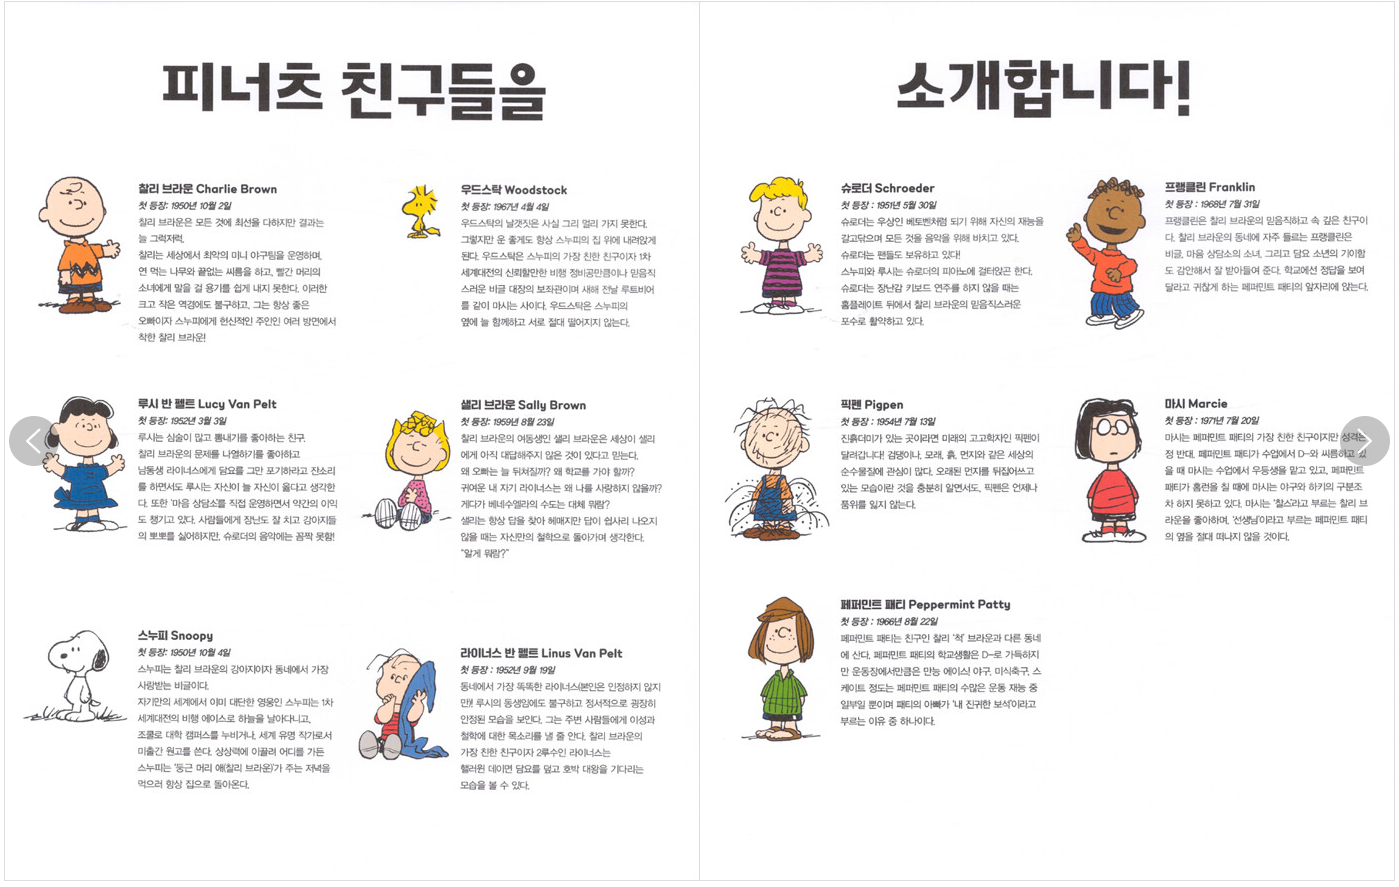 피너츠 친구들을
소개합니다!
찰리 브라운 Charlie Brown
첫 등장: 1950년 10월 2일
찰리 브라운은 모든 것에 최선을 다하지만 결과는
늘 그럭저럭.
찰리는 세상에서 최악의 미니 야구팀을 운영하며,
연 먹는 나무와 끝없는 씨름을 하고, 빨간 머리의
소녀에게 말을 걸 용기를 쉽게 내지 못한다. 이러한
크고 작은 역경에도 불구하고, 그는 항상 좋은
오빠이자 스누피에게 헌신적인 주인인 여러 방면에서
착한 찰리 브라운!
루시 반 펠트 Lucy Van Pelt
첫 등장: 1952년 3월 3일
루시는 심술이 많고 뽐내기를 좋아하는 친구.
찰리 브라운의 문제를 나열하기를 좋아하고
남동생 라이너스에게 담요를 그만 포기하라고 잔소리
를 하면서도 루시는 자신이 늘 자신이 옳다고 생각한
다. 또한 '마음 상담소'를 직접 운영하면서 약간의 이익
도 챙기고 있다. 사람들에게 장난도 잘 치고 강아지들
의 뽀뽀를 싫어하지만, 슈로더의 음악에는 꼼짝 못함!
스누피 Snoopy
첫 등장: 1950년 10월 4일
스누피는 찰리 브라운의 강아지이자 동네에서 가장
사랑받는 비글이다.
자기만의 세계에서 이미 대단한 영웅인 스누피는 1차
세계대전의 비행 에이스로 하늘을 날아다니고,
조쿨로 대학 캠퍼스를 누비거나, 세계 유명 작가로서
미출간 원고를 쓴다. 상상력에 이끌려 어디를 가든
스누피는 '둥근 머리 애(찰리 브라운)'가 주는 저녁을
먹으러 항상 집으로 돌아온다.
우드스탁 Woodstock
첫 등장: 1967년 4월 4일
우드스탁의 날갯짓은 사실 그리 멀리 가지 못한다.
그렇지만 운 좋게도 항상 스누피의 집 위에 내려앉게
된다. 우드스탁은 스누피의 가장 친한 친구이자 1차
세계대전의 신뢰할만한 비행 정비공만큼이나 믿음직
스러운 비글 대장의 보좌관이며 새해 전날 루트비어
를 같이 마시는 사이다. 우드스탁은 스누피의
옆에 늘 함께하고 서로 절대 떨어지지 않는다.
샐리 브라운 Sally Brown
첫 등장: 1959년 8월 23일
찰리 브라운의 여동생인 샐리 브라운은 세상이 샐리
에게 아직 대답해주지 않은 것이 있다고 믿는다.
왜 오빠는 늘 뒤쳐질까? 왜 학교를 가야 할까?
귀여운 내 자기 라이너스는 왜 나를 사랑하지 않을까?
게다가 베네수엘라의 수도는 대체 뭐람?
샐리는 항상 답을 찾아 헤매지만 답이 쉽사리 나오지
않을 때는 자신만의 철학으로 돌아가며 생각한다.
"알게 뭐람?"
라이너스 반 펠트 Linus Van Pelt
첫 등장 : 1952년 9월 19일
동네에서 가장 똑똑한 라이너스(본인은 인정하지 않지
만)! 루시의 동생임에도 불구하고 정서적으로 굉장히
안정된 모습을 보인다. 그는 주변 사람들에게 이성과
철학에 대한 목소리를 낼 줄 안다. 찰리 브라운의
가장 친한 친구이자 2루수인 라이너스는
핼러윈 데이면 담요를 덮고 호박 대왕을 기다리는
모습을 볼 수 있다.
슈로더 Schroeder
첫 등장 : 1951년 5월 30일
슈로더는 우상인 베토벤처럼 되기 위해 자신의 재능을
갈고닦으며 모든 것을 음악을 위해 바치고 있다.
슈로더는 팬들도 보유하고 있다!
스누피와 루시는 슈로더의 피아노에 걸터앉곤 한다.
슈로더는 장난감 키보드 연주를 하지 않을 때는
홈플레이트 뒤에서 찰리 브라운의 믿음직스러운
포수로 활약하고 있다.
픽펜 Pigpen
첫 등장 : 1954년 7월 13일
진흙더미가 있는 곳이라면 미래의 고고학자인 픽펜이
달려갑니다! 검댕이나, 모래, 흙, 먼지와 같은 세상의
순수물질에 관심이 많다. 오래된 먼지를 뒤집어쓰고
있는 모습이란 것을 충분히 알면서도, 픽펜은 언제나
품위를 잃지 않는다.
페퍼민트 패티 Peppermint Patty
첫 등장 : 1966년 8월 22일
페퍼민트 패티는 친구인 찰리 '척' 브라운과 다른 동네
에 산다. 페퍼민트 패티의 학교생활은 D-로 가득하지
만 운동장에서만큼은 만능 에이스! 야구, 미식축구, 스
케이트 정도는 페퍼민트 패티의 수많은 운동 재능 중
일부일 뿐이며 패티의 아빠가 '내 진귀한 보석'이라고
부르는 이유 중 하나이다.
프랭클린 Franklin
첫 등장 : 1968년 7월 31일
프랭클린은 찰리 브라운의 믿음직하고 속 깊은 친구이
다. 찰리 브라운의 동네에 자주 들르는 프랭클린은
비글, 마음 상담소의 소녀, 그리고 담요 소년의 기이함
도 감안해서 잘 받아들여 준다. 학교에선 정답을 보여
달라고 귀찮게 하는 페퍼민트 패티의 앞자리에 앉는다.
마시 Marcie
첫 등장 : 1971년 7월 20일
마시는 페퍼민트 패티의 가장 친한 친구이지만 성격은
정 반대. 페퍼민트 패티가 수업에서 D-와 씨름하고 있
을 때 마시는 수업에서 우등생을 맡고 있고, 페퍼민트
패티가 홈런을 칠 때에 마시는 야구와 하키의 구분조
차 하지 못하고 있다. 마시는 '찰스'라고 부르는 찰리 브
라운을 좋아하며, '선생님'이라고 부르는 페퍼민트 패티
의 옆을 절대 떠나지 않을 것이다.